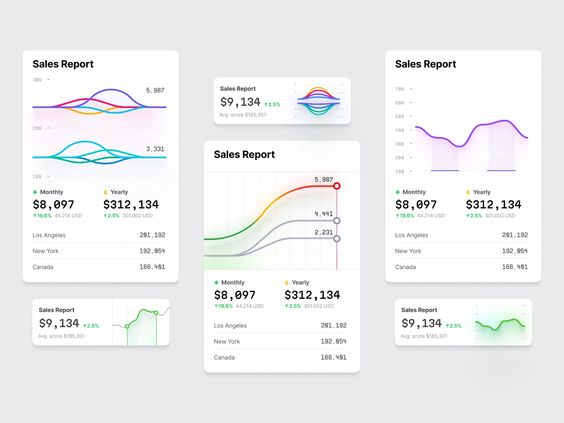 Sales Report
300
5,987
200
3,331
100
Monthly
Yearly
$8,097
$312,134
+19.6% 44,214 USD
+2.5% 301,002 USD
Los Angeles 201,192
New York 192,054
Canada 166,401
Sales Report
$9,134 +2.5%
Avg. score $165,301
Sales Report
$9,134 +2.5%
Avg. score $165,301
Sales Report
5,987
4,441
2,231
Monthly
Yearly
$8,097
$312,134
+19.6% 44,214 USD
+2.5% 301,002 USD
Los Angeles 201,192
New York 192,054
Canada 166,401
Sales Report
700
500
400
300
200
100
Monthly
Yearly
$8,097
$312,134
+19.6% 44,214 USD
+2.5% 301,002 USD
Los Angeles 201,192
New York 192,054
Canada 166,401
Sales Report
$9,134 +2.5%
Avg. score $165,301